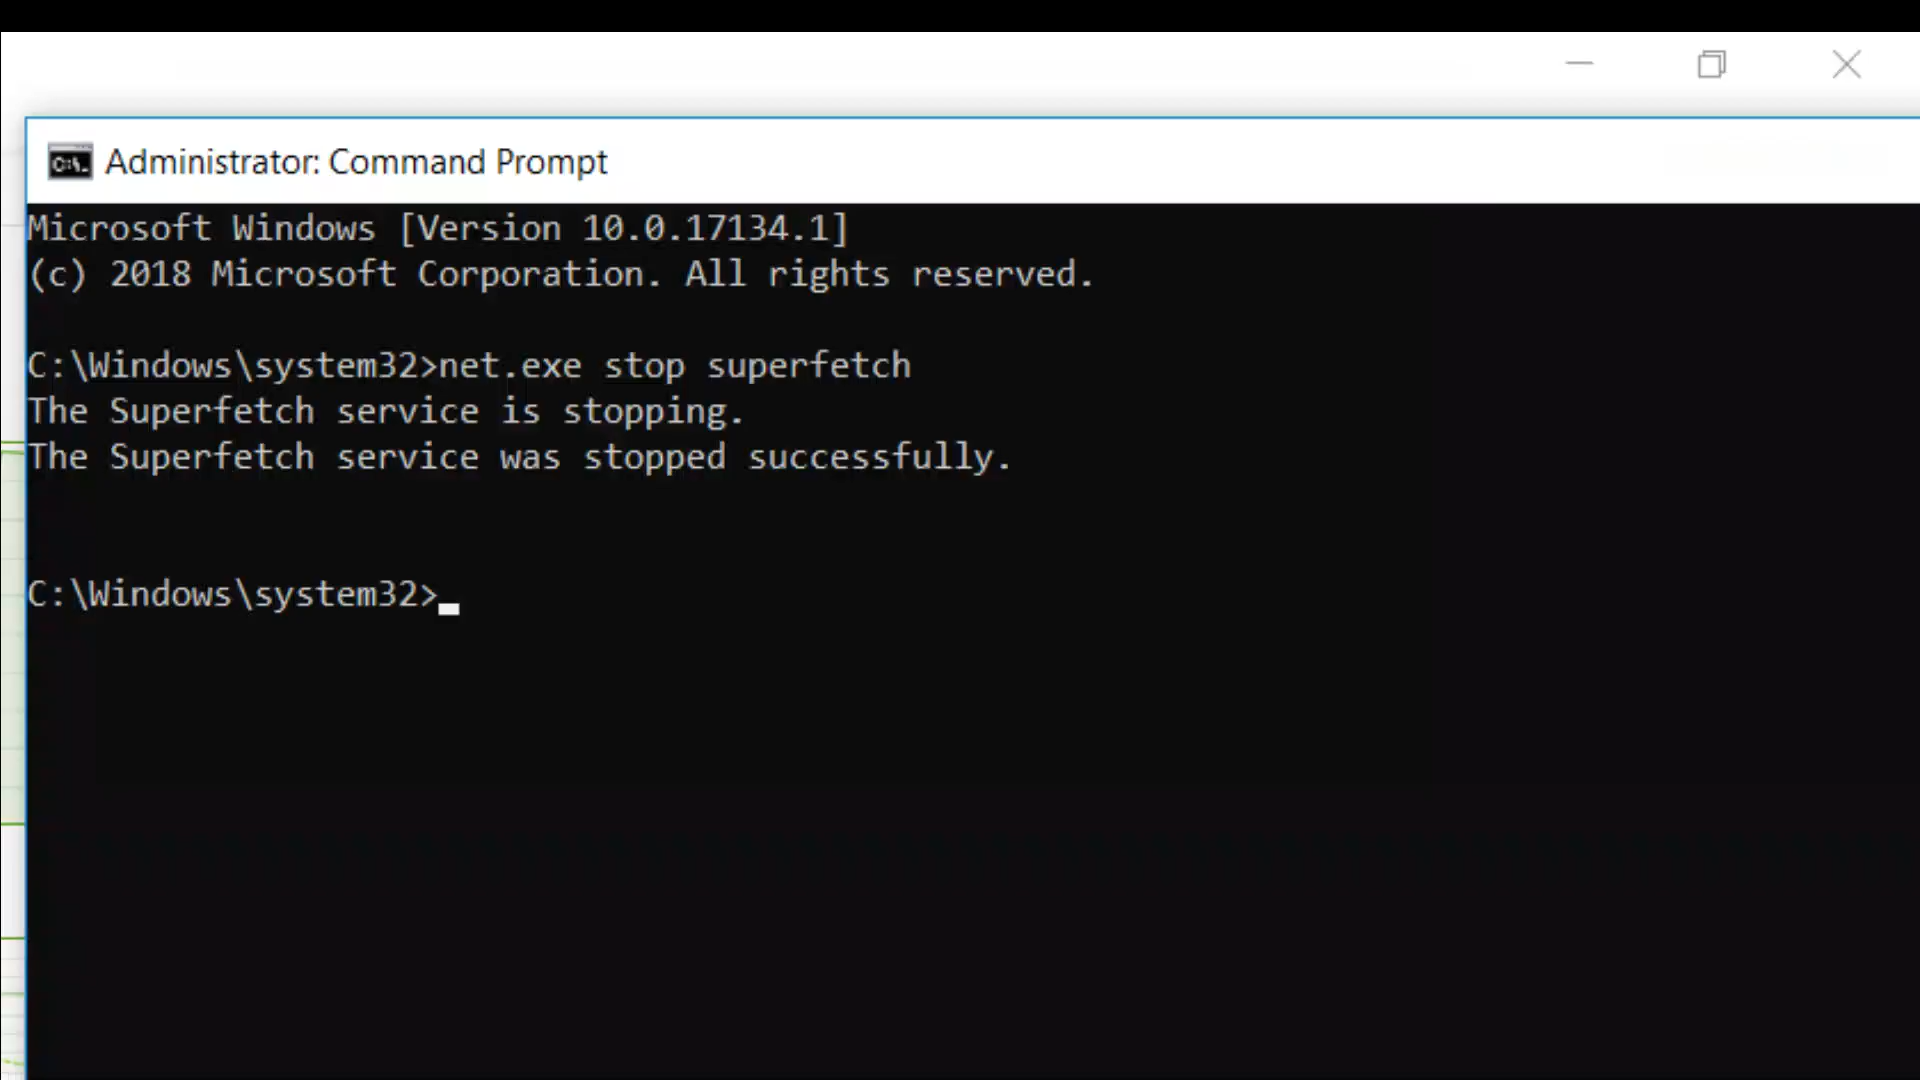 Administrator: Command Prompt
Microsoft Windows [Version 10.0.17134.1]
(c) 2018 Microsoft Corporation. All rights reserved.
C:\Windows\system32>net.exe stop superfetch
The Superfetch service is stopping.
The Superfetch service was stopped successfully.
C:\Windows\system32>